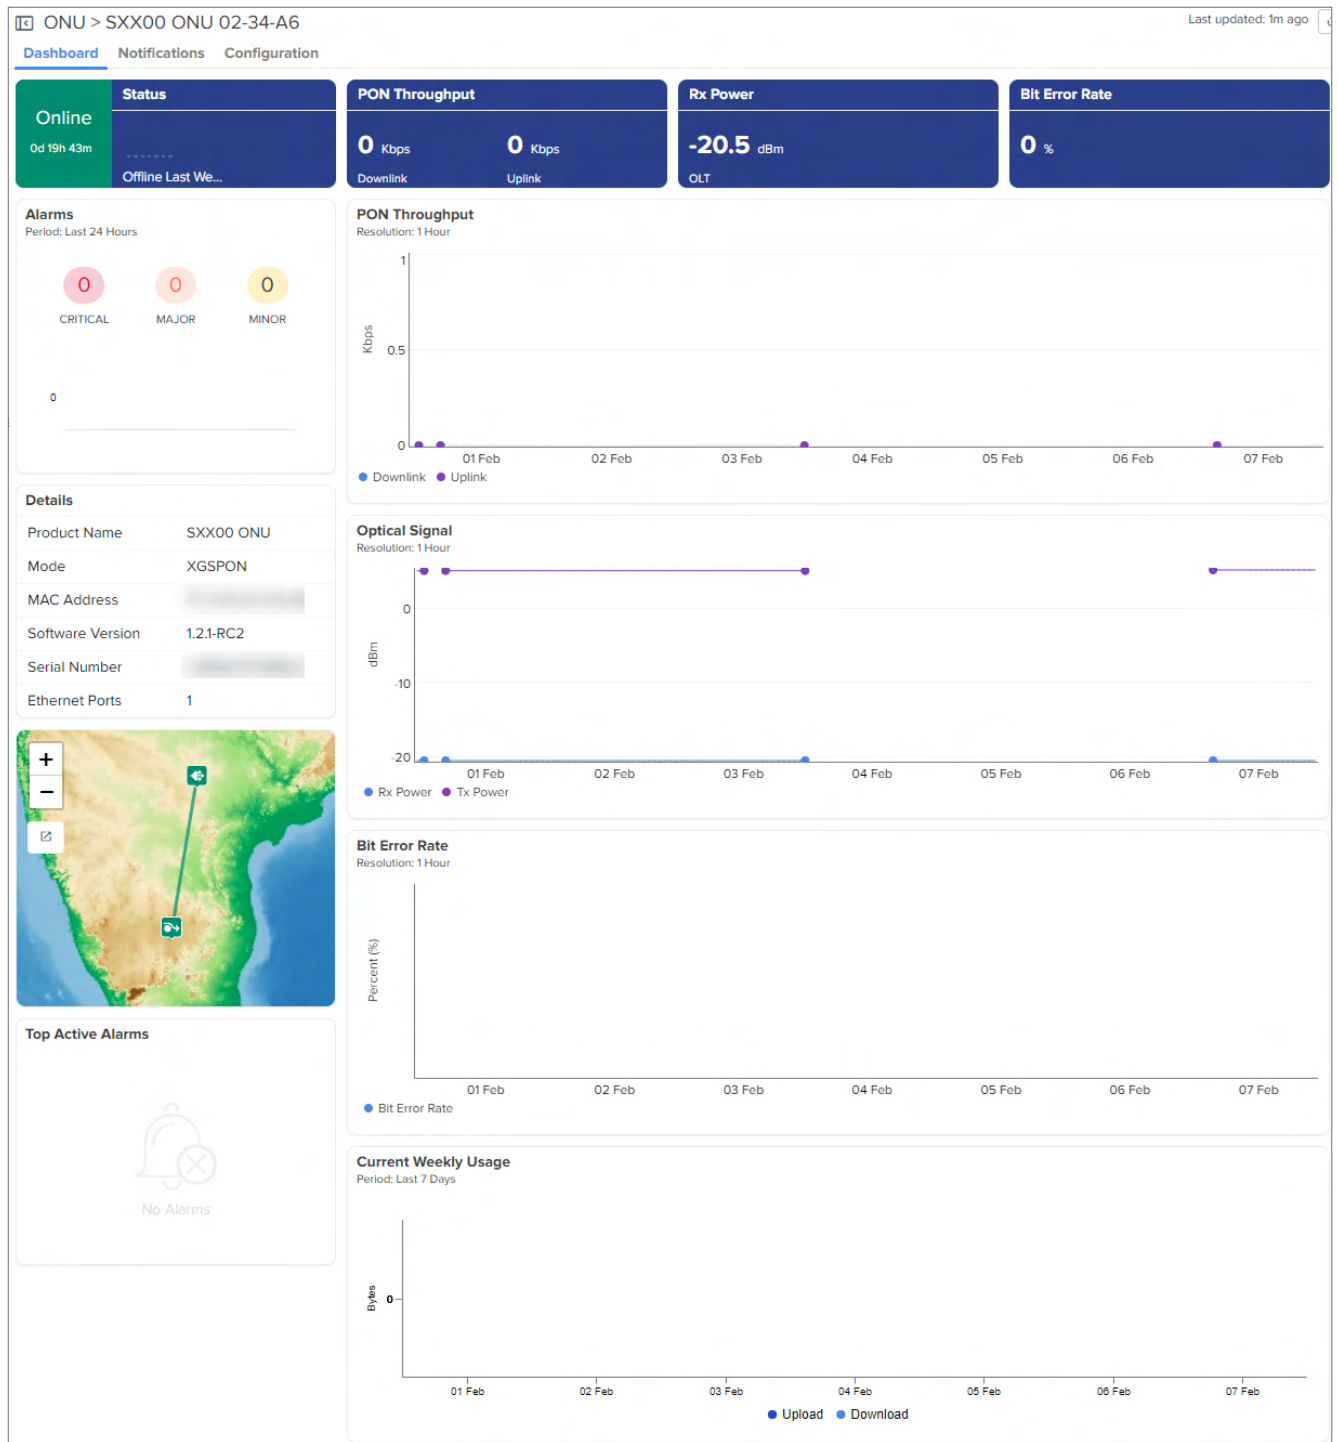 ONU > SXX00 ONU 02-34-A6
Last updated: 1m ago
Dashboard Notifications Configuration
Online
0d 19h 43m
Status
Offline Last We...
PON Throughput
0 Kbps 0 Kbps
Downlink Uplink
Rx Power
-20.5 dBm
OLT
Bit Error Rate
0 %
Alarms
Period: Last 24 Hours
0 0 0
CRITICAL MAJOR MINOR
0
Details
Product Name SXX00 ONU
Mode XGSPON
MAC Address
Software Version 1.2.1-RC2
Serial Number
Ethernet Ports 1
+
−
Top Active Alarms
No Alarms
PON Throughput
Resolution: 1 Hour
1
Kbps
0.5
0
01 Feb 02 Feb 03 Feb 04 Feb 05 Feb 06 Feb 07 Feb
Downlink Uplink
Optical Signal
Resolution: 1 Hour
0
dBm
-10
-20
01 Feb 02 Feb 03 Feb 04 Feb 05 Feb 06 Feb 07 Feb
Rx Power Tx Power
Bit Error Rate
Resolution: 1 Hour
Percent (%)
01 Feb 02 Feb 03 Feb 04 Feb 05 Feb 06 Feb 07 Feb
Bit Error Rate
Current Weekly Usage
Period: Last 7 Days
Bytes
0
01 Feb 02 Feb 03 Feb 04 Feb 05 Feb 06 Feb 07 Feb
Upload Download